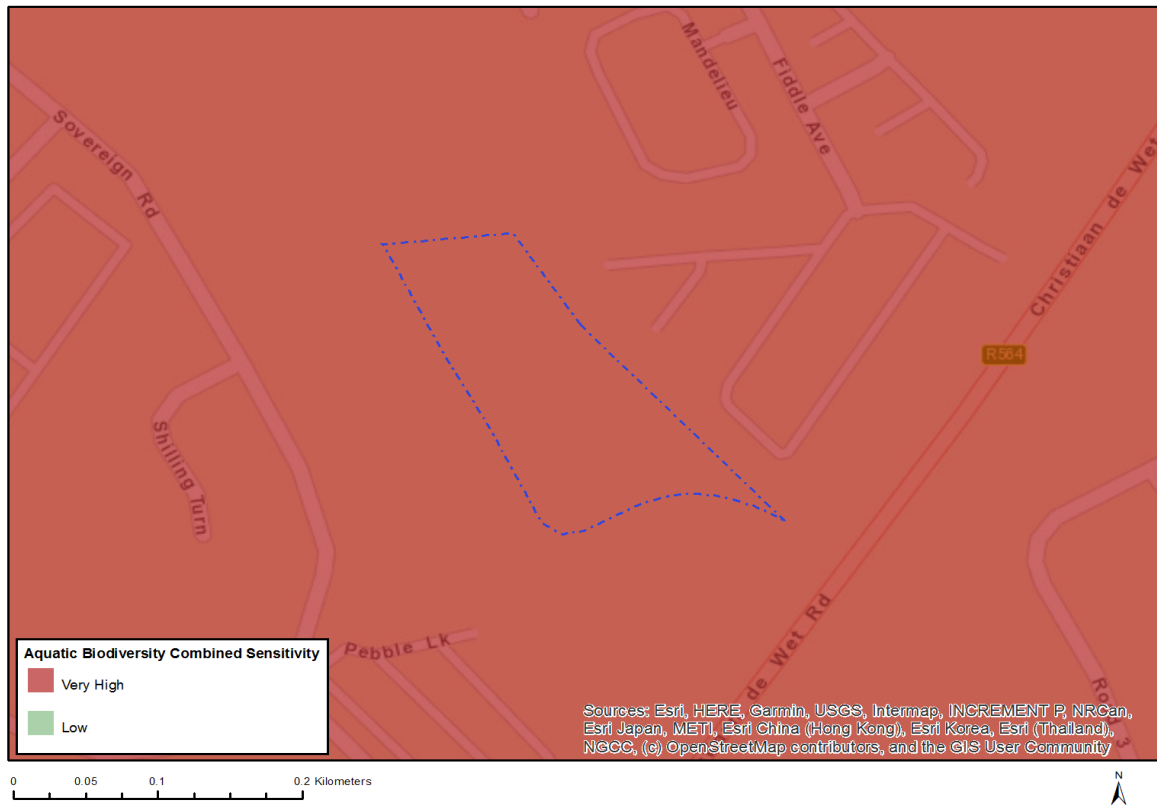 Mandelieu
Fiddle Ave
Sovereign Rd
Christiaan de Wet
R564
Shilling Turn
de Wet Rd
Pebble Lk
Road 3
Aquatic Biodiversity Combined Sensitivity
Very High
Low
Sources: Esri, HERE, Garmin, USGS, Intermap, INCREMENT P, NRCan,
Esri Japan, METI, Esri China (Hong Kong), Esri Korea, Esri (Thailand),
NGCC, (c) OpenStreetMap contributors, and the GIS User Community
0 0.05 0.1 0.2 Kilometers
N